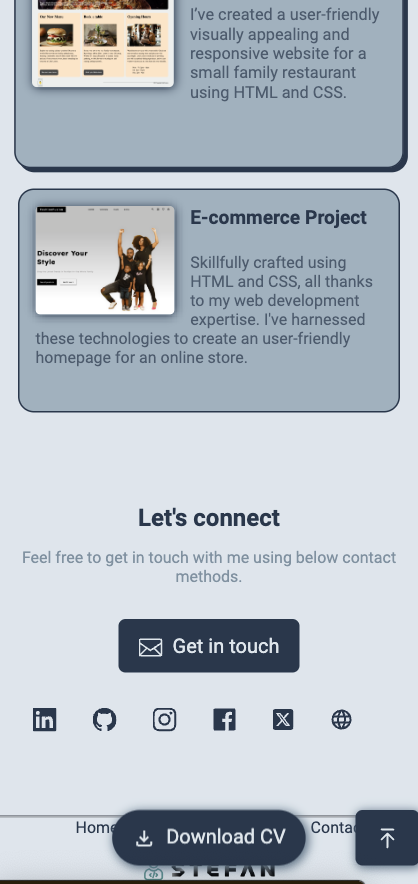 Our New Menu
Book a table
Opening Hours
I've created a user-friendly
visually appealing and
responsive website for a
small family restaurant
using HTML and CSS.
Discover Your
Style
E-commerce Project
Skillfully crafted using
HTML and CSS, all thanks
to my web development
expertise. I've harnessed
these technologies to create an user-friendly
homepage for an online store.
Let's connect
Feel free to get in touch with me using below contact
methods.
Get in touch
Home
Download CV
Contac
STEFAN